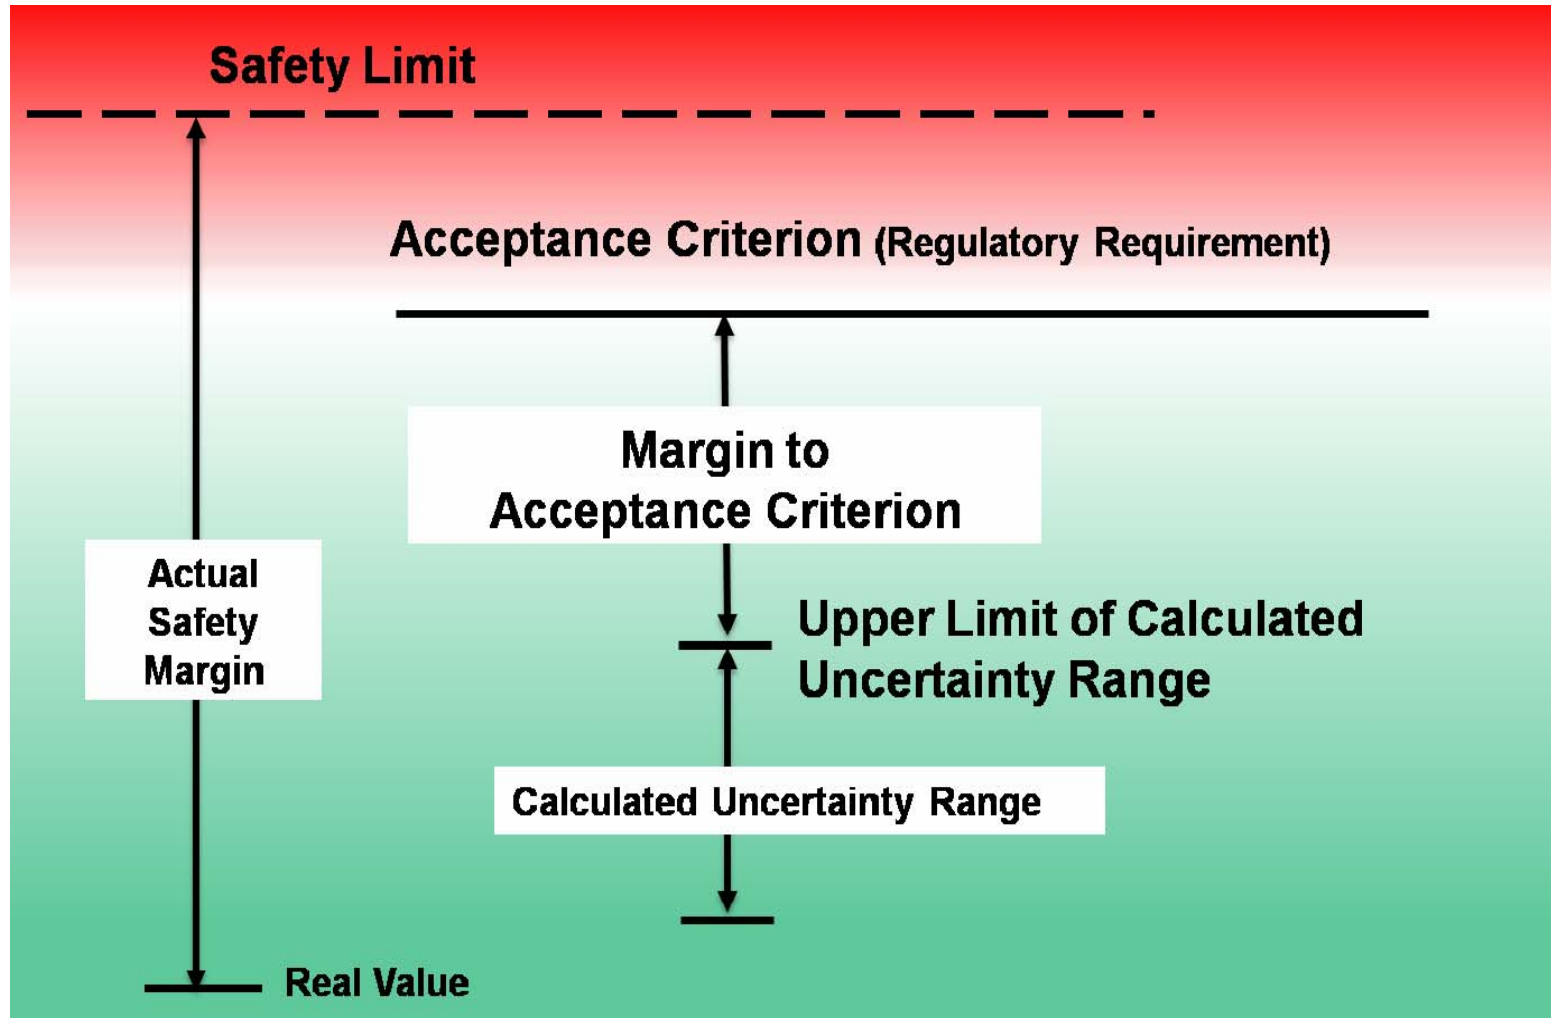 Safety Limit
Acceptance Criterion (Regulatory Requirement)
Margin to
Acceptance Criterion
Actual
Safety
Margin
Upper Limit of Calculated
Uncertainty Range
Calculated Uncertainty Range
Real Value